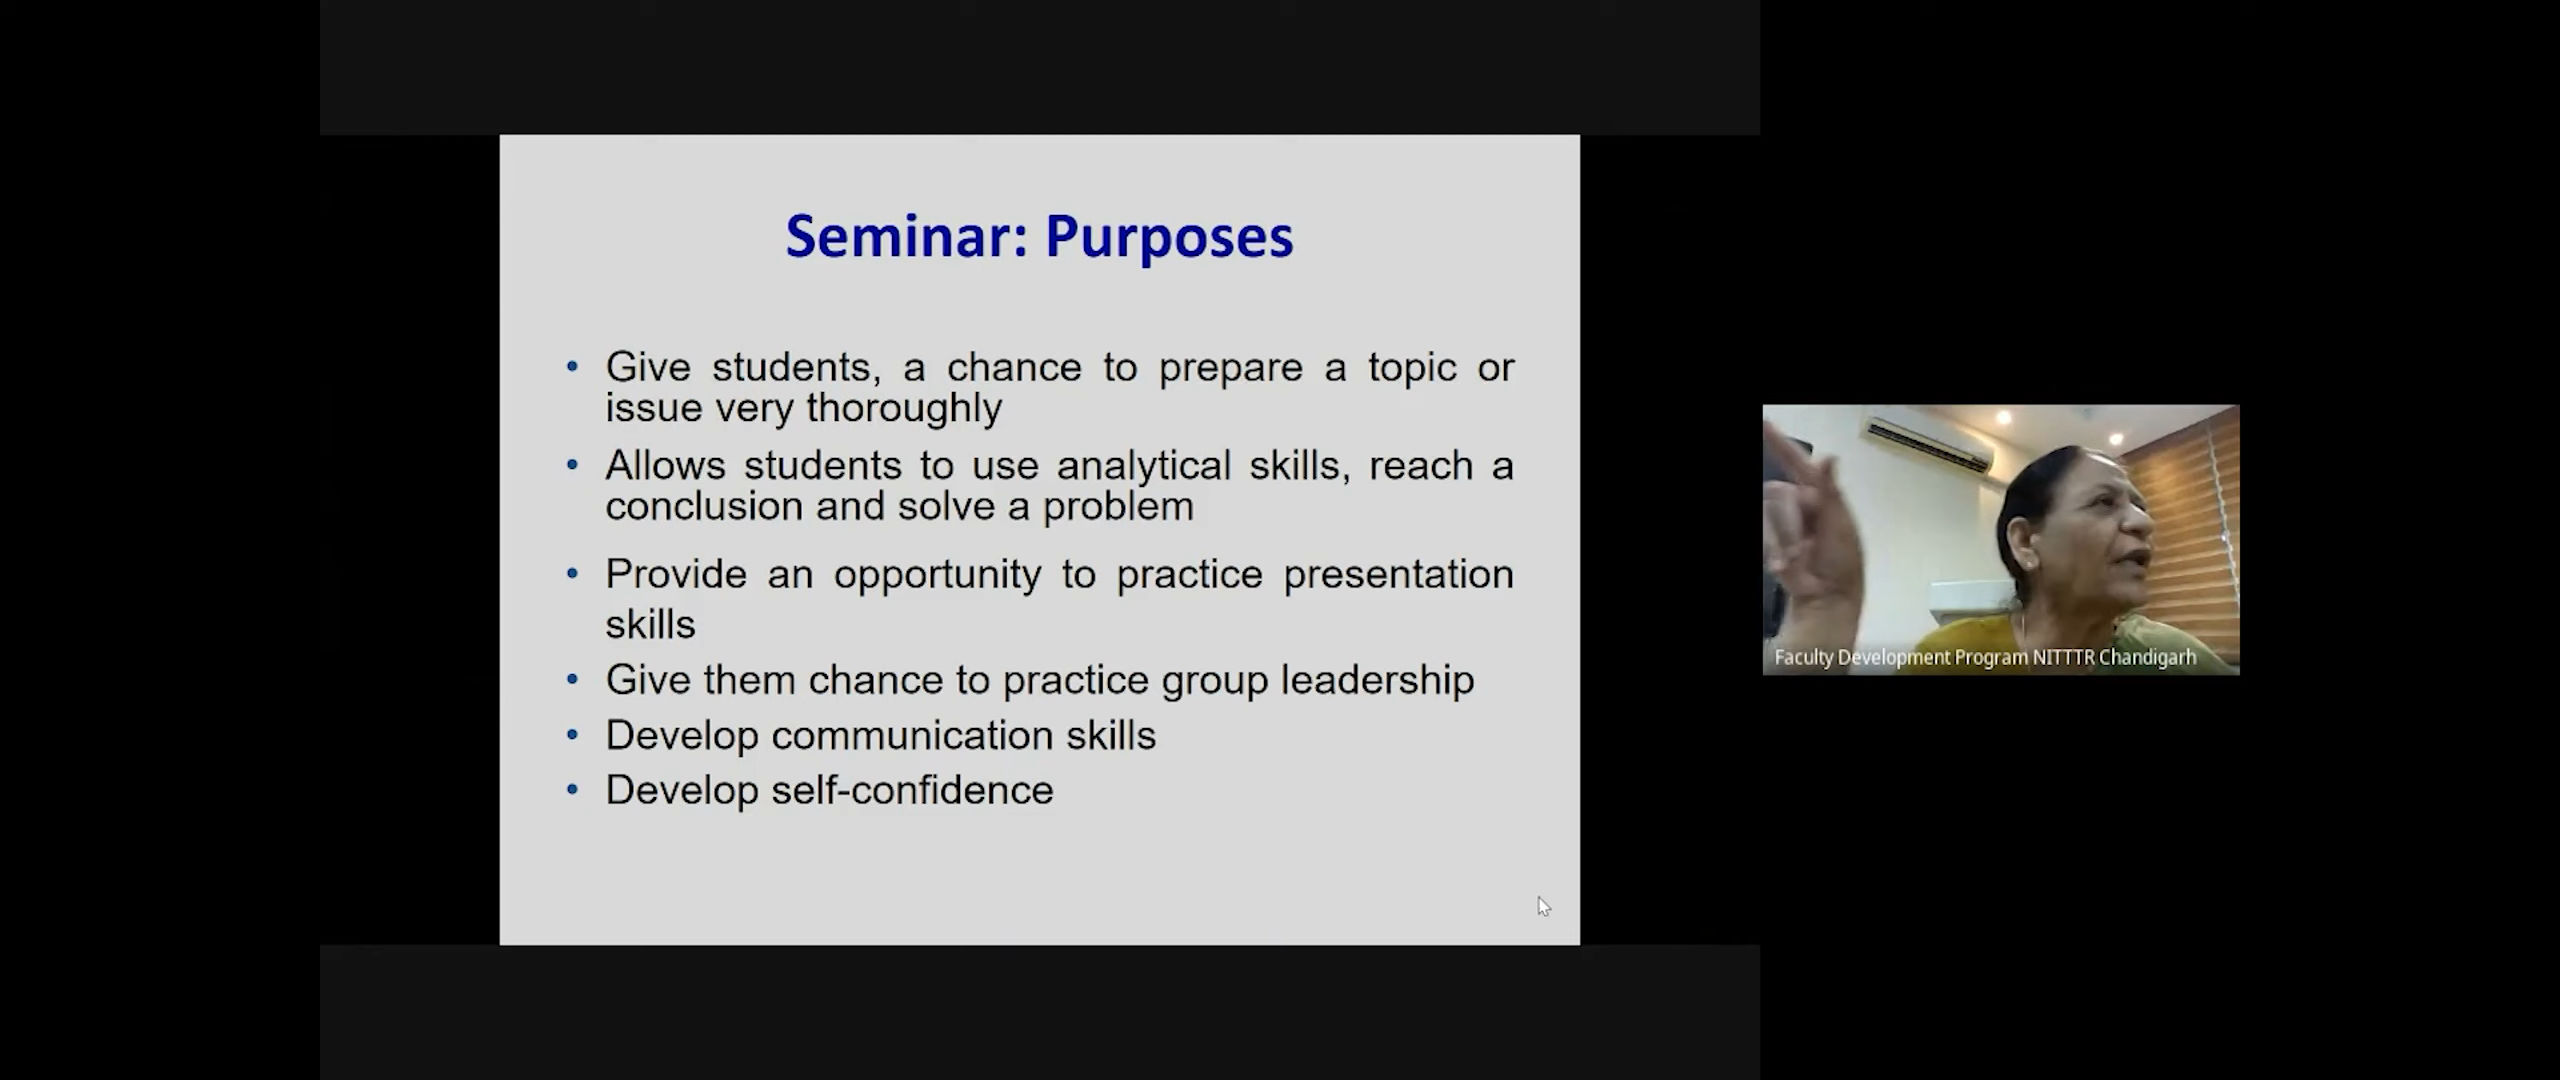 Seminar: Purposes
• Give students, a chance to prepare a topic or
issue very thoroughly
• Allows students to use analytical skills, reach a
conclusion and solve a problem
• Provide an opportunity to practice presentation
skills
• Give them chance to practice group leadership
• Develop communication skills
• Develop self-confidence
Faculty Development Program NITTTR Chandigarh